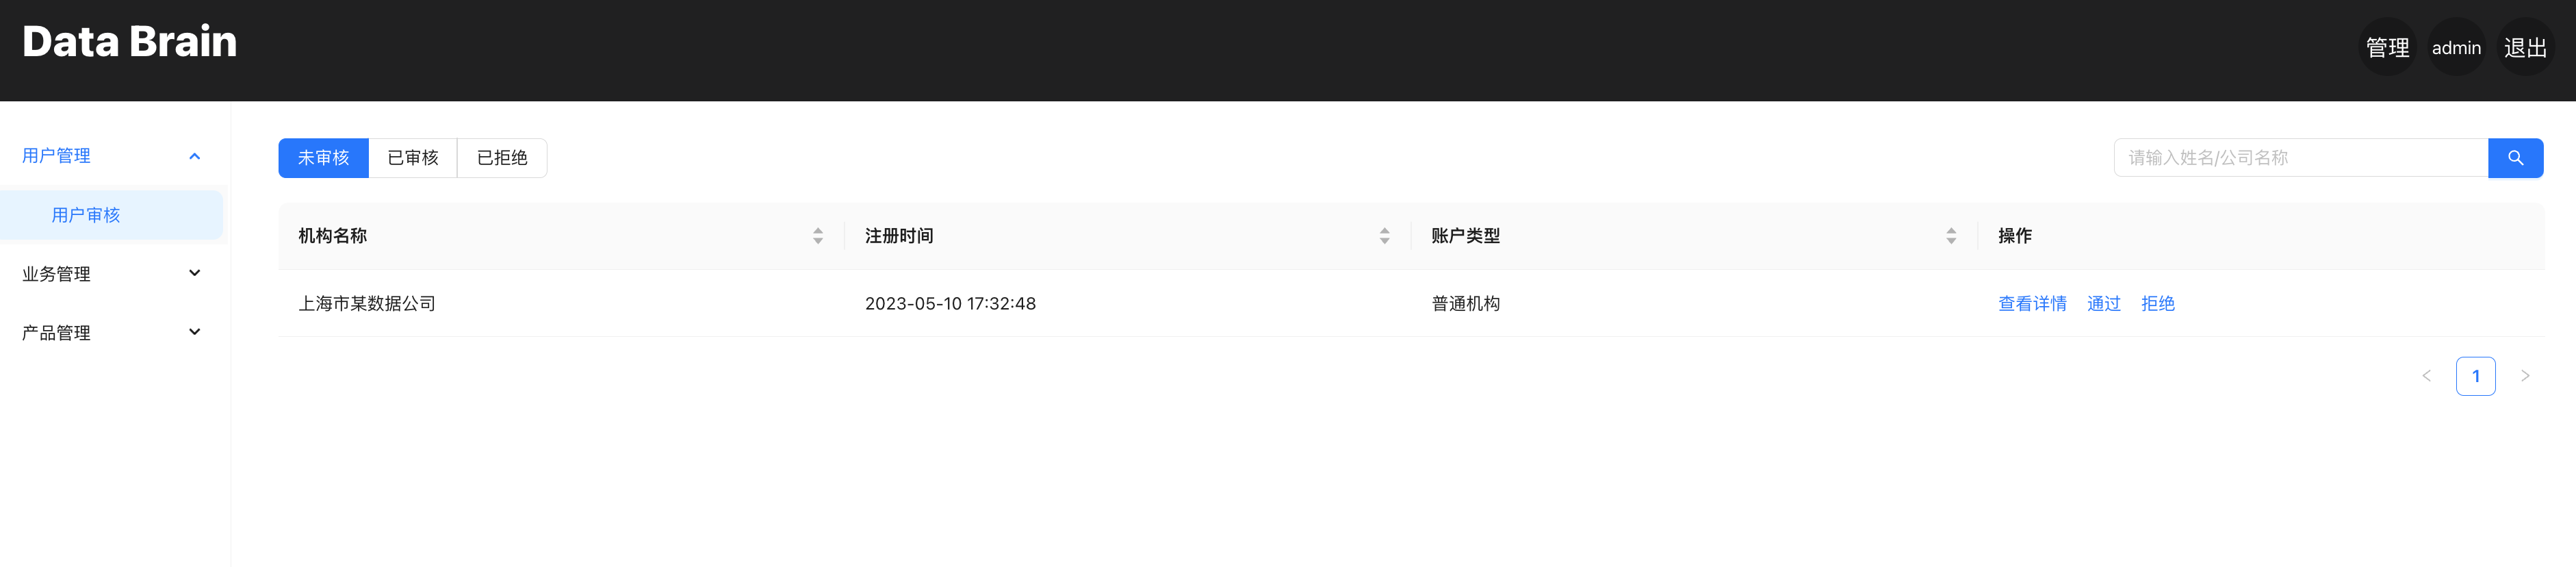 Data Brain
管理 admin 退出
用户管理
用户审核
业务管理
产品管理
未审核 已审核 已拒绝
请输入姓名/公司名称
机构名称 注册时间 账户类型 操作
上海市某数据公司 2023-05-10 17:32:48 普通机构 查看详情 通过 拒绝
1